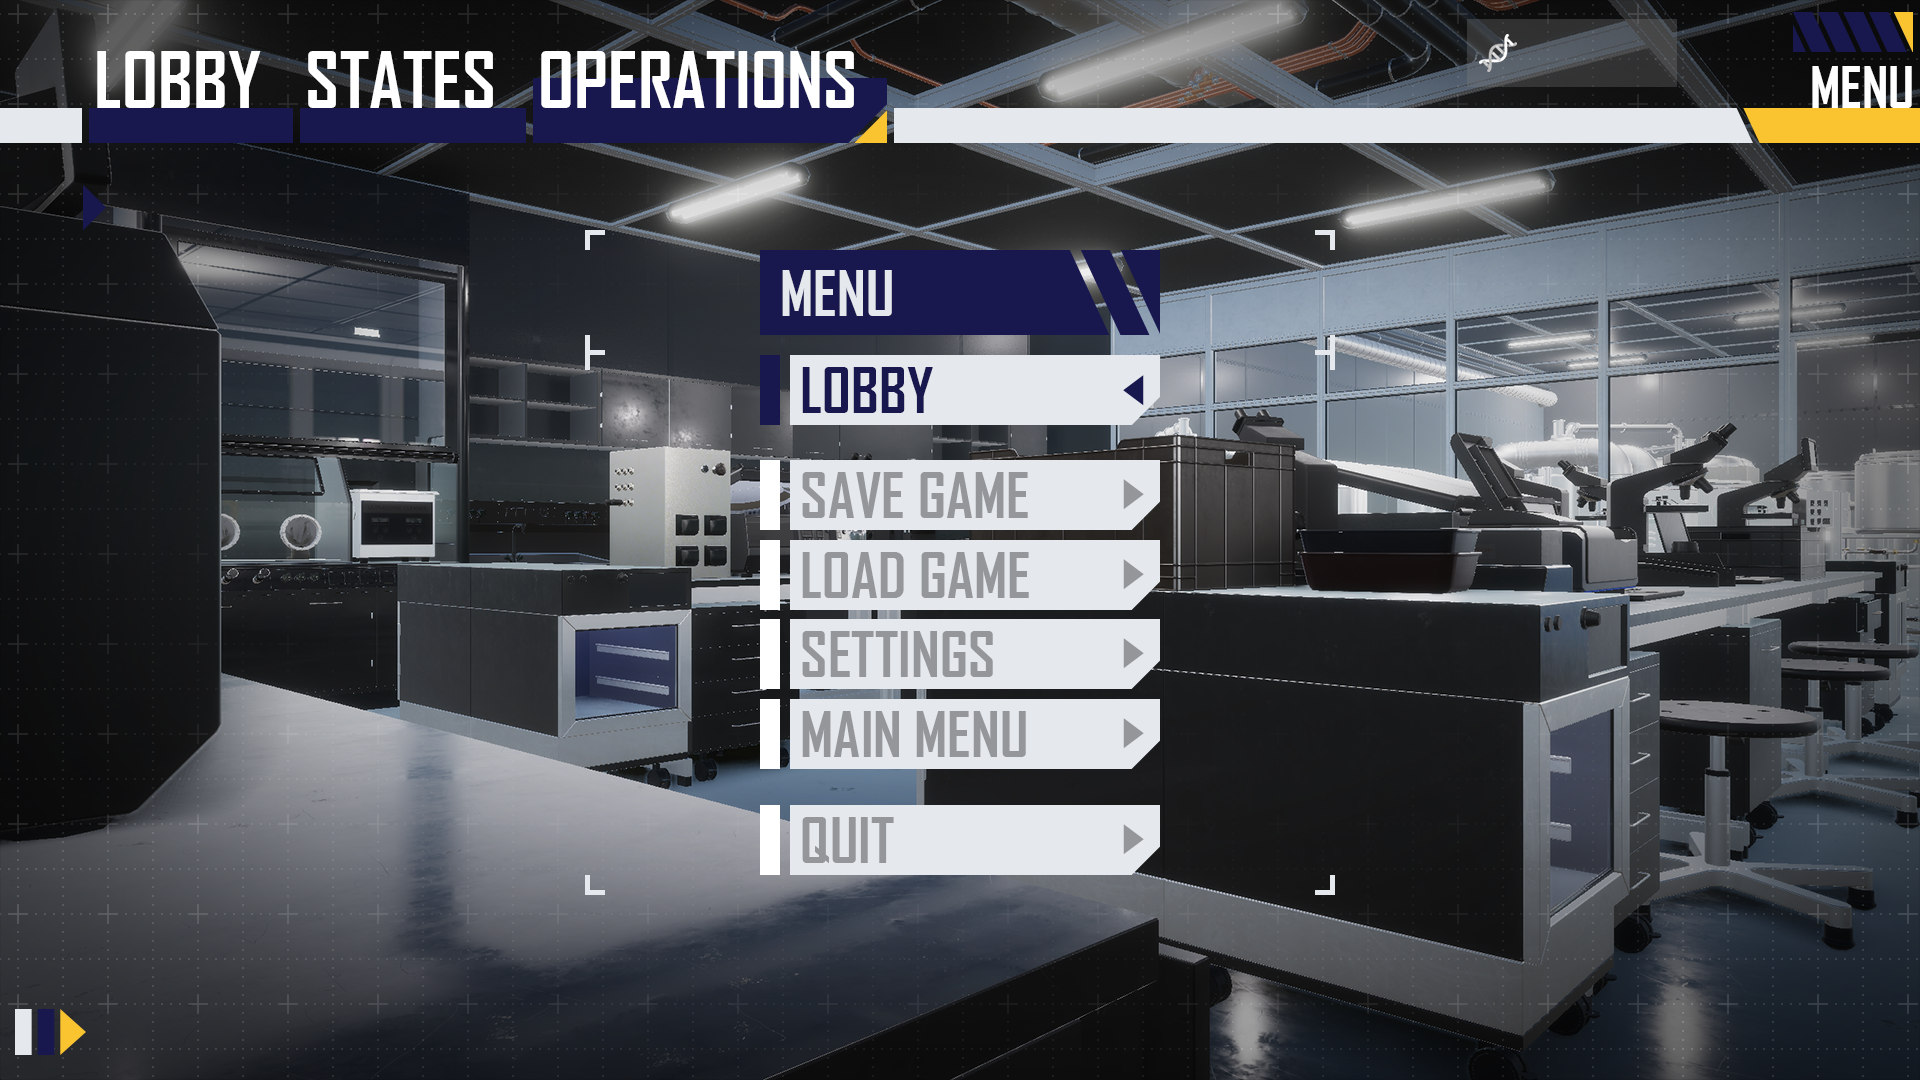 LOBBY STATES OPERATIONS
MENU
MENU
LOBBY
SAVE GAME
LOAD GAME
SETTINGS
MAIN MENU
QUIT